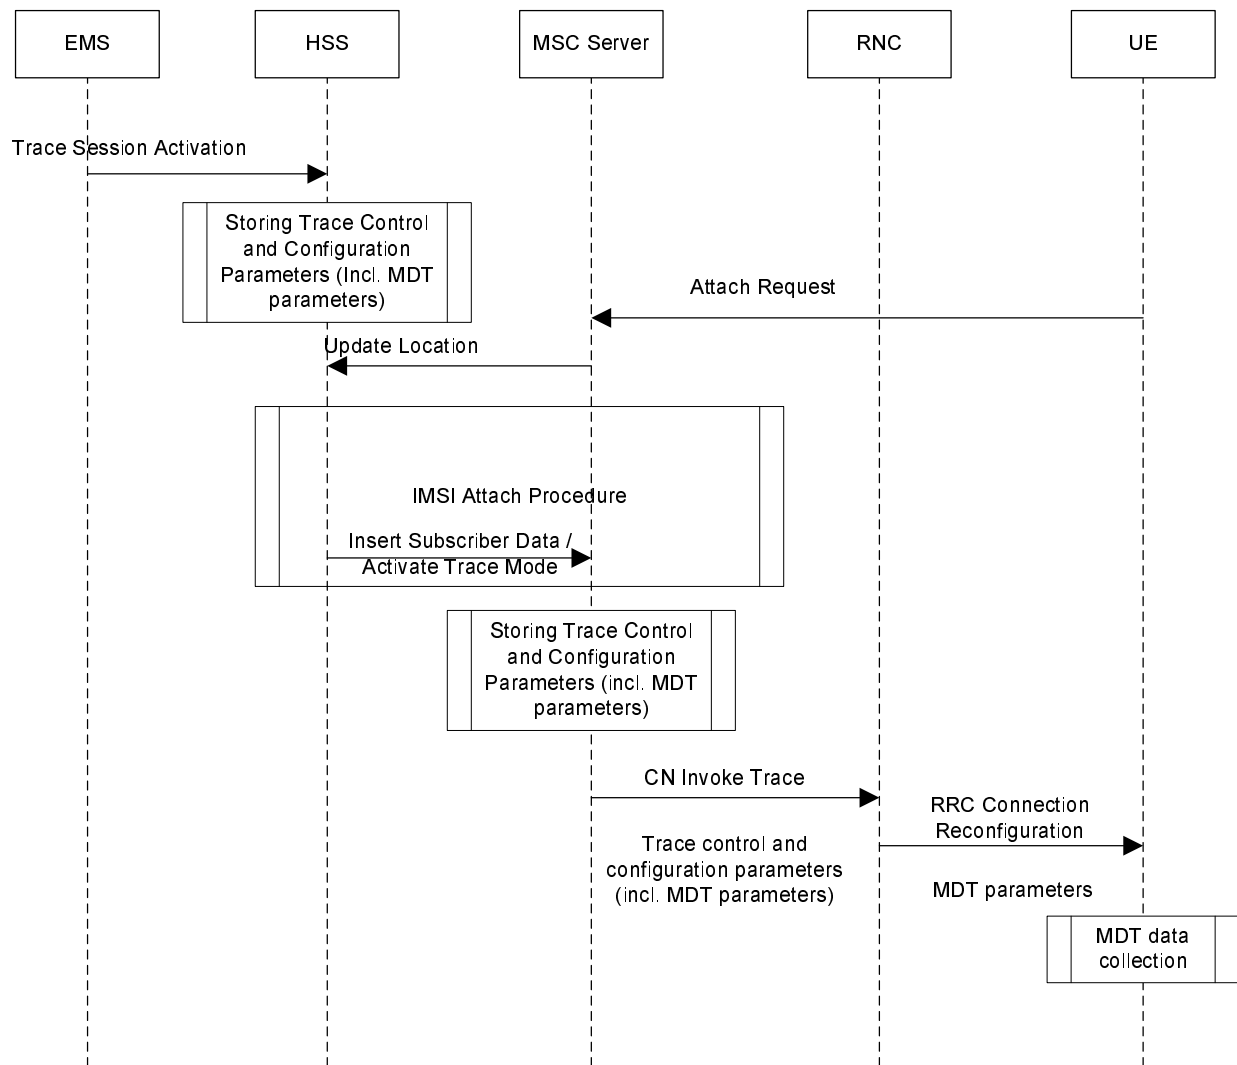 EMS
HSS
MSC Server
RNC
UE
Trace Session Activation
Storing Trace Control
and Configuration
Parameters (Incl. MDT
parameters)
Attach Request
Update Location
IMSI Attach Procedure
Insert Subscriber Data /
Activate Trace Mode
Storing Trace Control
and Configuration
Parameters (incl. MDT
parameters)
CN Invoke Trace
RRC Connection
Reconfiguration
Trace control and
configuration parameters
(incl. MDT parameters)
MDT parameters
MDT data
collection